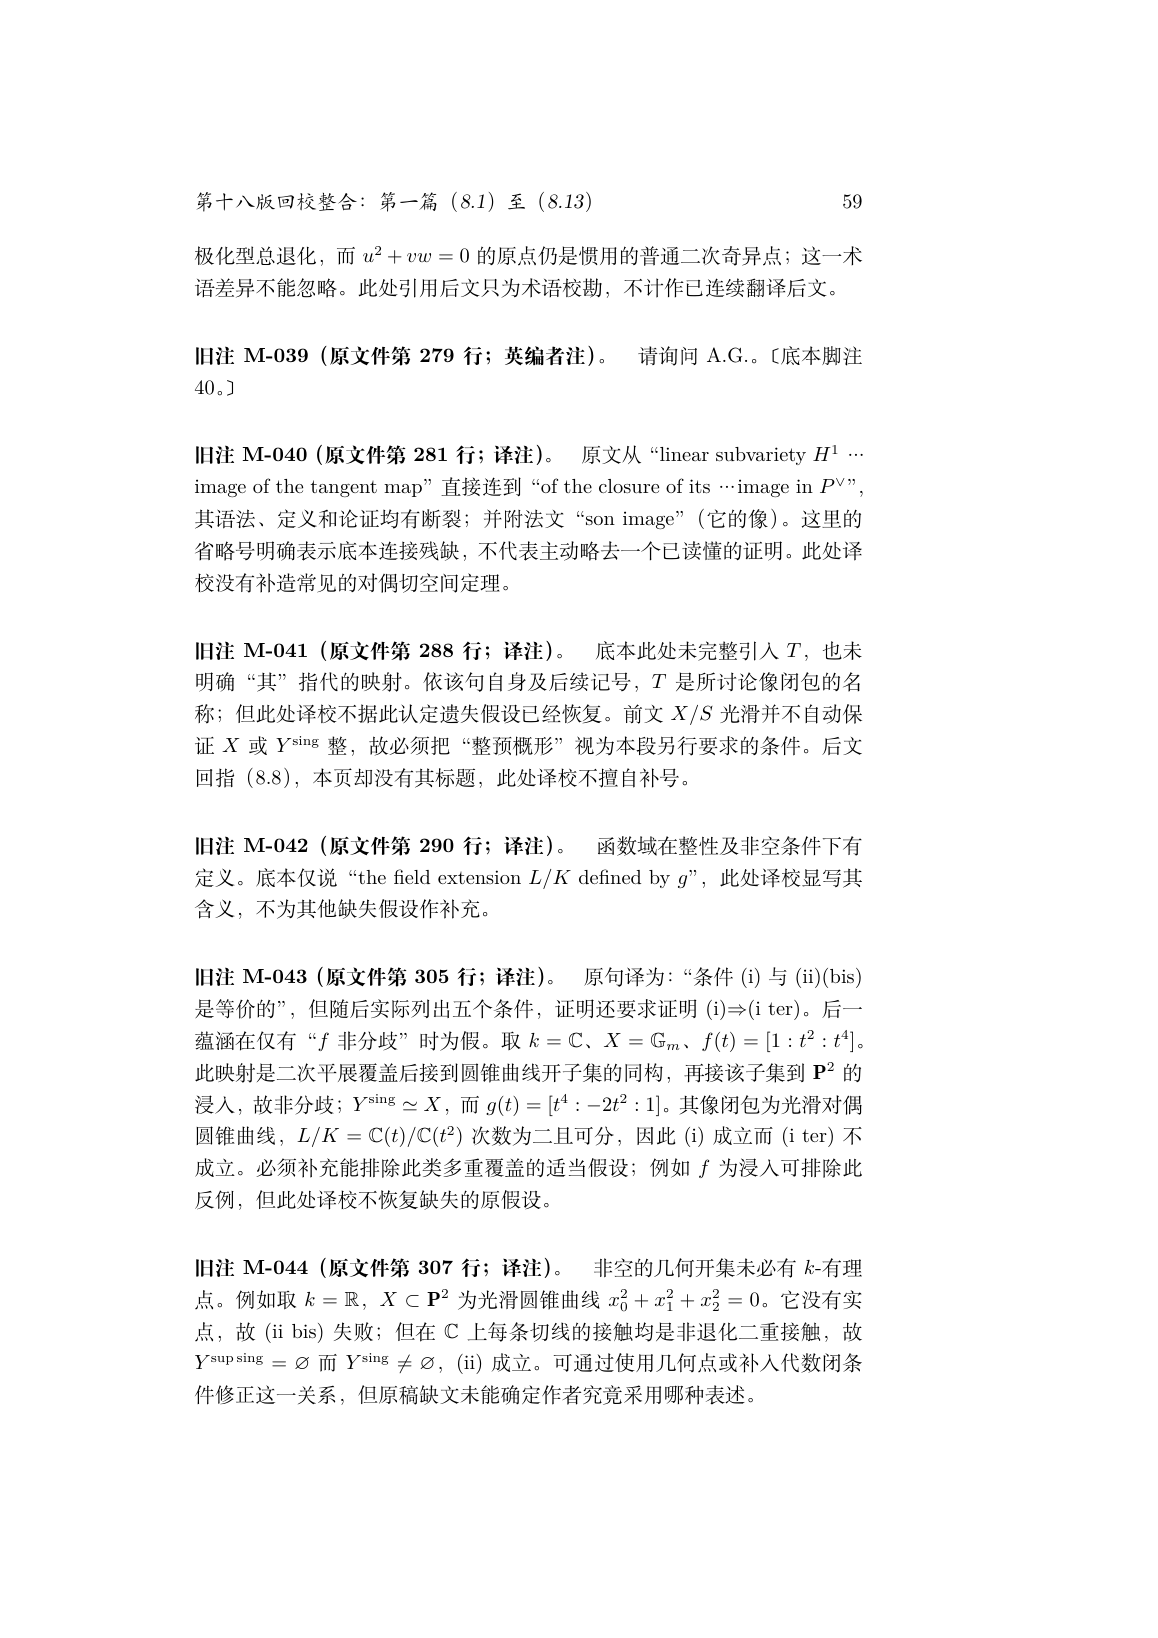 第十八版回校整合：第一篇（8.1）至（8.13） 59
极化型总退化，而 u² + vw = 0 的原点仍是惯用的普通二次奇异点；这一术
语差异不能忽略。此处引用后文只为术语校勘，不计作已连续翻译后文。
旧注 M-039（原文件第 279 行；英编者注）。 请询问 A.G.。〔底本脚注
40。〕
旧注 M-040（原文件第 281 行；译注）。 原文从 “linear subvariety H¹ ⋯
image of the tangent map” 直接连到 “of the closure of its ⋯image in P^∨”，
其语法、定义和论证均有断裂；并附法文 “son image”（它的像）。这里的
省略号明确表示底本连接残缺，不代表主动略去一个已读懂的证明。此处译
校没有补造常见的对偶切空间定理。
旧注 M-041（原文件第 288 行；译注）。 底本此处未完整引入 T，也未
明确 “其” 指代的映射。依该句自身及后续记号，T 是所讨论像闭包的名
称；但此处译校不据此认定遗失假设已经恢复。前文 X/S 光滑并不自动保
证 X 或 Y^sing 整，故必须把 “整预概形” 视为本段另行要求的条件。后文
回指（8.8），本页却没有其标题，此处译校不擅自补号。
旧注 M-042（原文件第 290 行；译注）。 函数域在整性及非空条件下有
定义。底本仅说 “the field extension L/K defined by g”，此处译校显写其
含义，不为其他缺失假设作补充。
旧注 M-043（原文件第 305 行；译注）。 原句译为：“条件 (i) 与 (ii)(bis)
是等价的”，但随后实际列出五个条件，证明还要求证明 (i)⇒(i ter)。后一
蕴涵在仅有 “f 非分歧” 时为假。取 k = ℂ、X = 𝔾ₘ、f(t) = [1 : t² : t⁴]。
此映射是二次平展覆盖后接到圆锥曲线开子集的同构，再接该子集到 𝐏² 的
浸入，故非分歧；Y^sing ≃ X，而 g(t) = [t⁴ : −2t² : 1]。其像闭包为光滑对偶
圆锥曲线，L/K = ℂ(t)/ℂ(t²) 次数为二且可分，因此 (i) 成立而 (i ter) 不
成立。必须补充能排除此类多重覆盖的适当假设；例如 f 为浸入可排除此
反例，但此处译校不恢复缺失的原假设。
旧注 M-044（原文件第 307 行；译注）。 非空的几何开集未必有 k-有理
点。例如取 k = ℝ，X ⊂ 𝐏² 为光滑圆锥曲线 x₀² + x₁² + x₂² = 0。它没有实
点，故 (ii bis) 失败；但在 ℂ 上每条切线的接触均是非退化二重接触，故
Y^sup sing = ∅ 而 Y^sing ≠ ∅，(ii) 成立。可通过使用几何点或补入代数闭条
件修正这一关系，但原稿缺文未能确定作者究竟采用哪种表述。